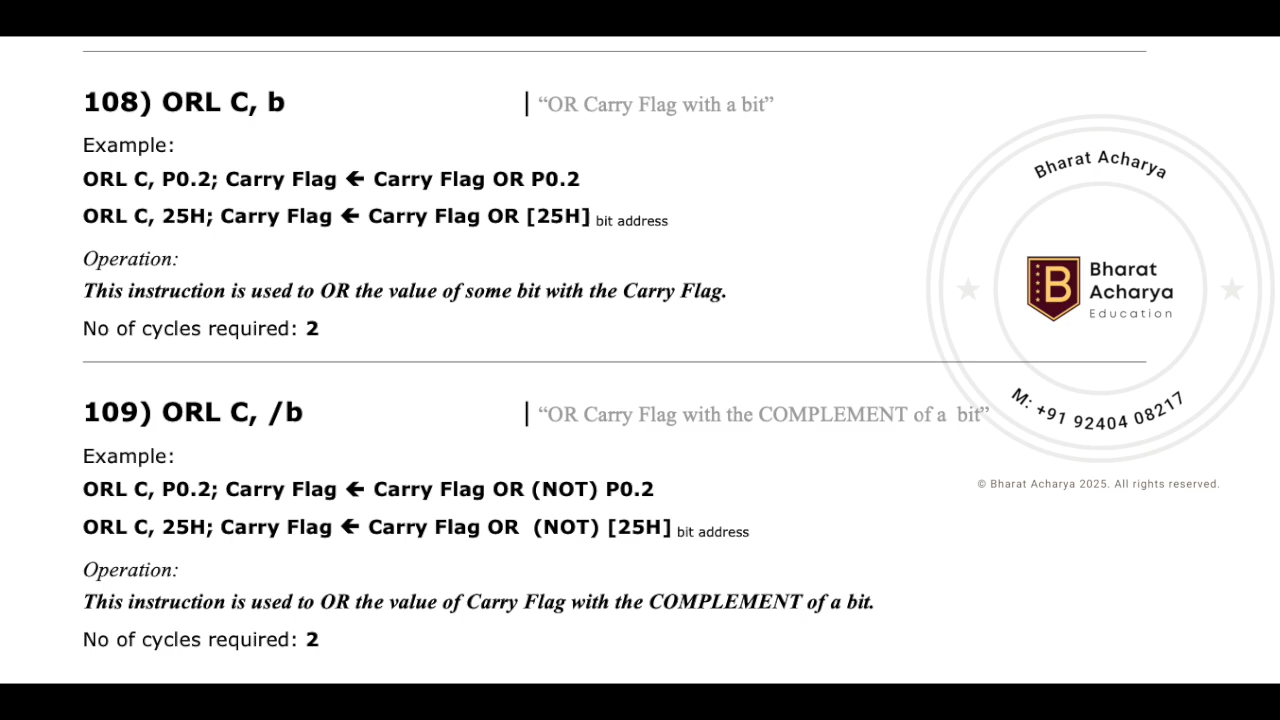 108) ORL C, b | “OR Carry Flag with a bit”
Example:
ORL C, P0.2; Carry Flag 🡰 Carry Flag OR P0.2
ORL C, 25H; Carry Flag 🡰 Carry Flag OR [25H] bit address
Operation:
This instruction is used to OR the value of some bit with the Carry Flag.
No of cycles required: 2
109) ORL C, /b | “OR Carry Flag with the COMPLEMENT of a bit”
Example:
ORL C, P0.2; Carry Flag 🡰 Carry Flag OR (NOT) P0.2
ORL C, 25H; Carry Flag 🡰 Carry Flag OR (NOT) [25H] bit address
Operation:
This instruction is used to OR the value of Carry Flag with the COMPLEMENT of a bit.
No of cycles required: 2
Bharat Acharya
B
Bharat
Acharya
Education
M: +91 92404 08217
© Bharat Acharya 2025. All rights reserved.